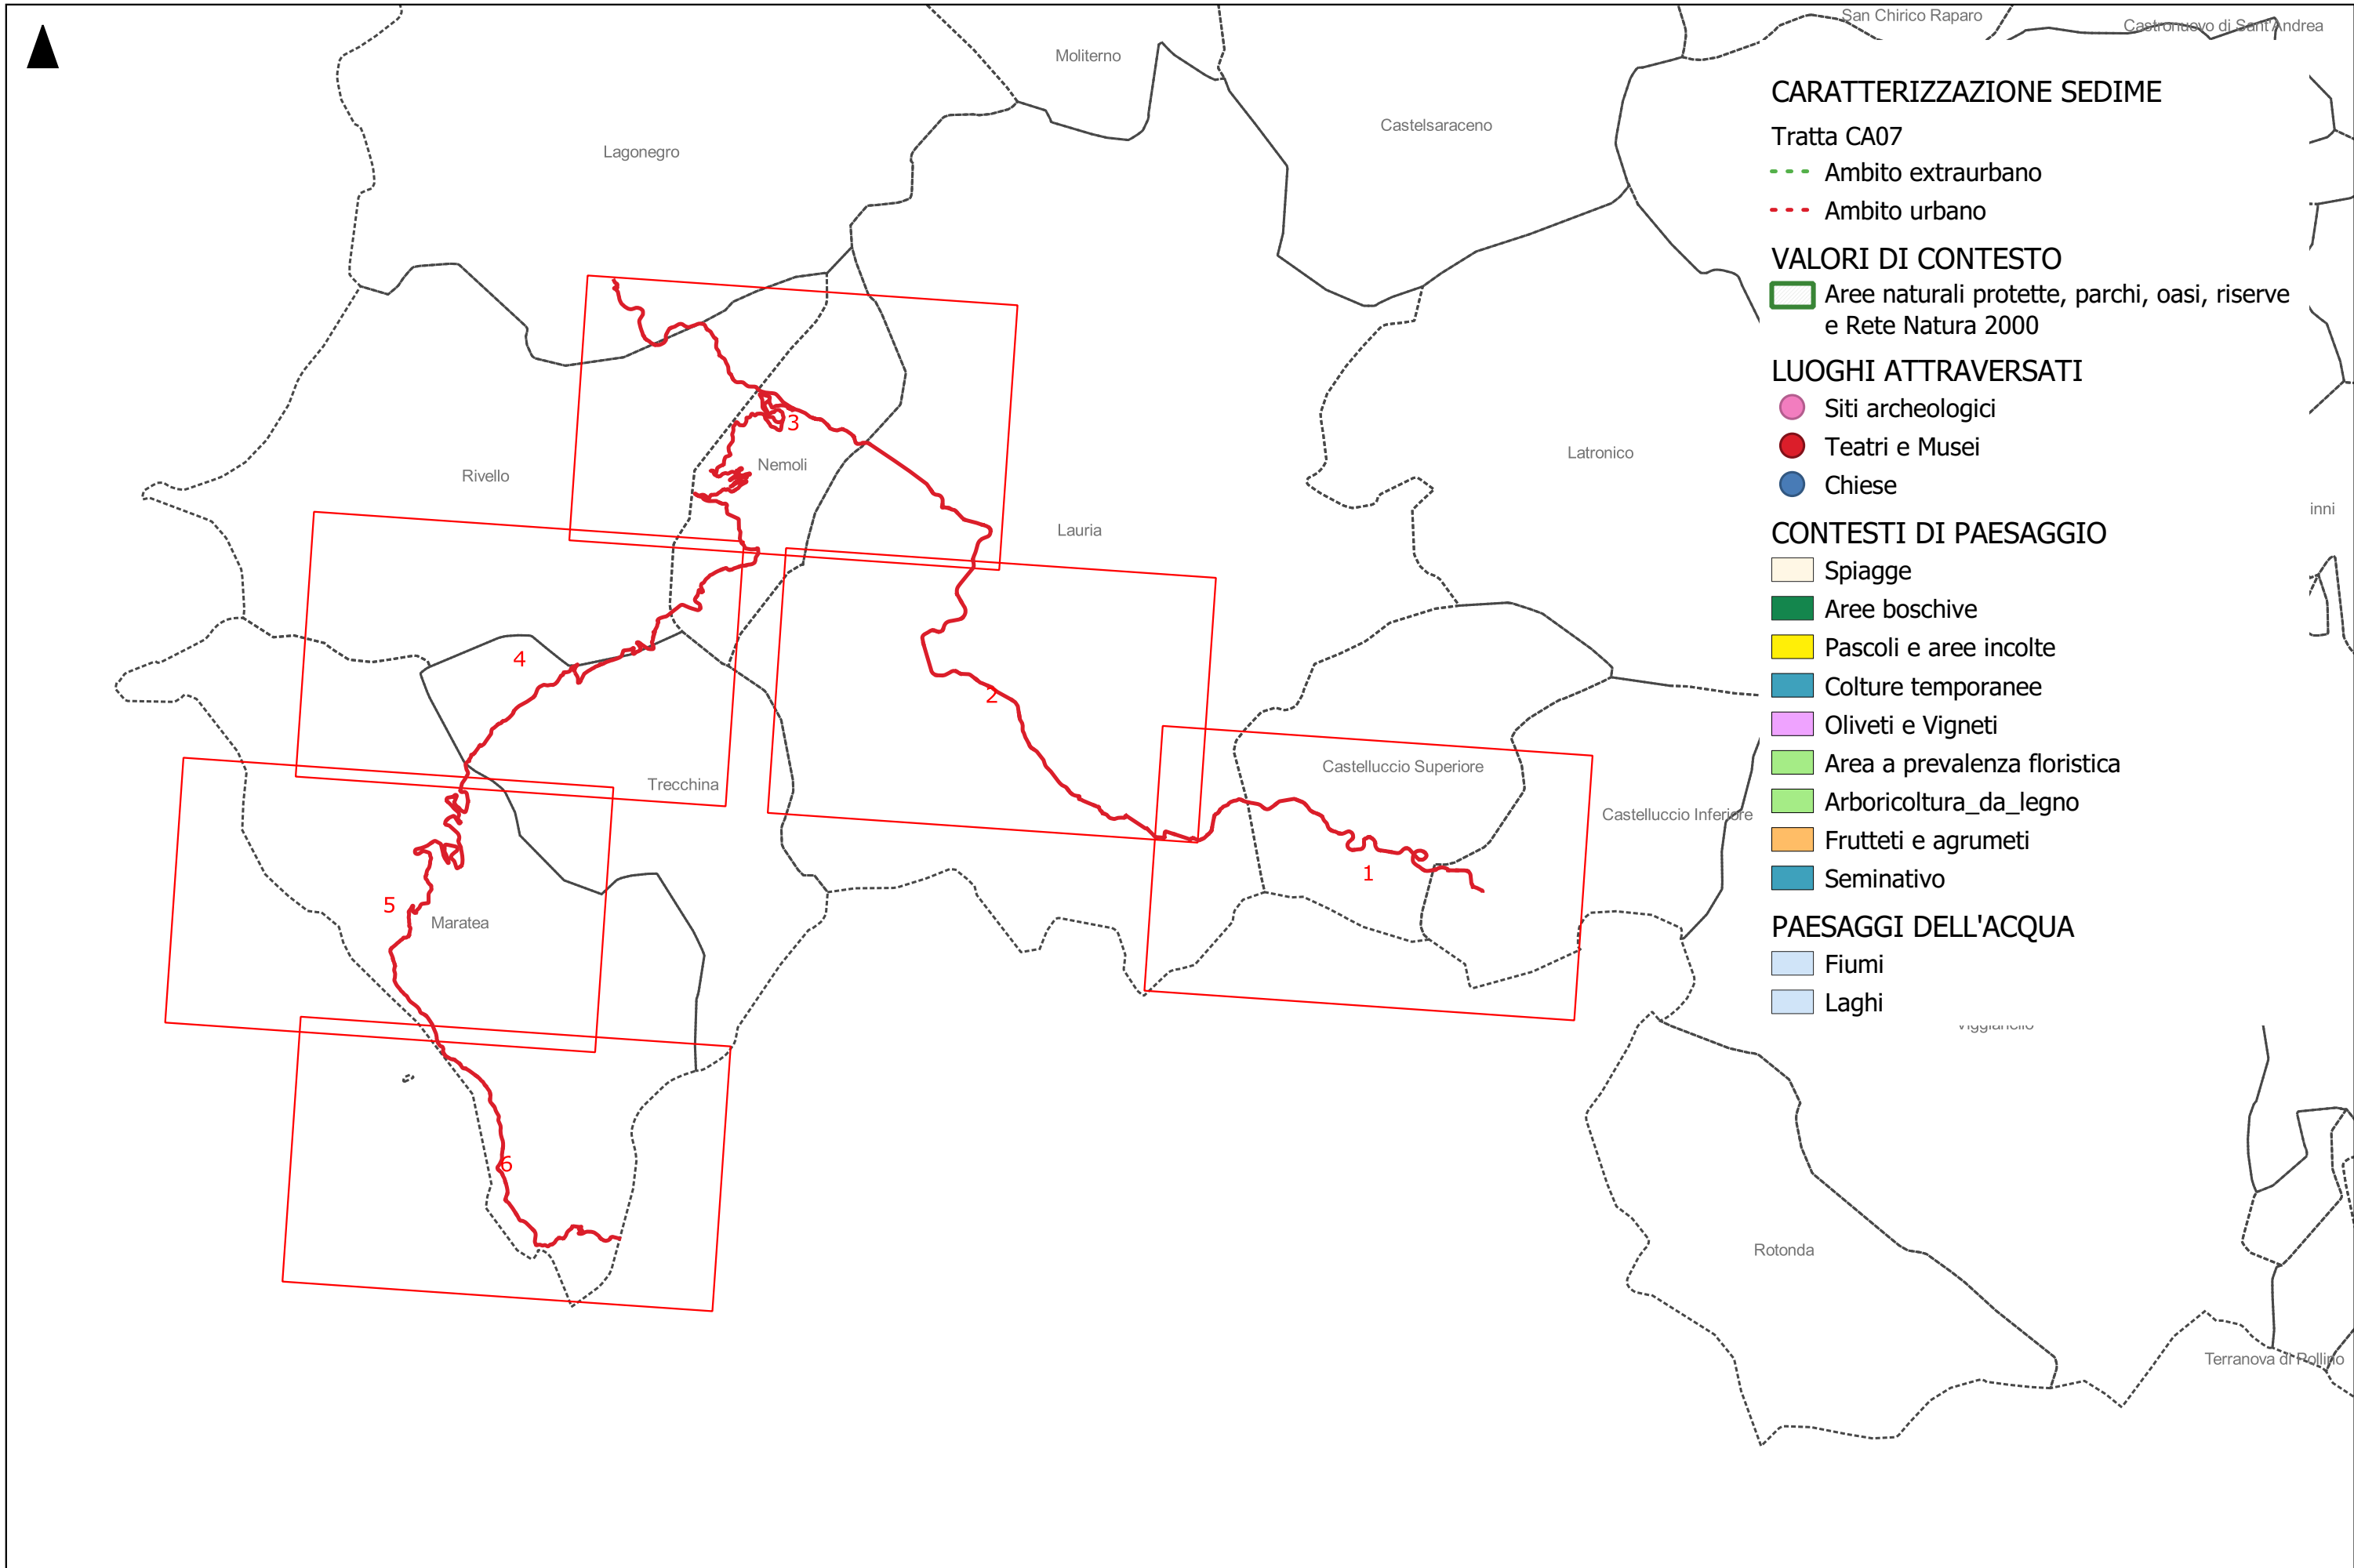 San Chirico Raparo
Castronuovo di Sant'Andrea
Moliterno
Castelsaraceno
Lagonegro
CARATTERIZZAZIONE SEDIME
Tratta CA07
Ambito extraurbano
Ambito urbano
VALORI DI CONTESTO
Aree naturali protette, parchi, oasi, riserve
e Rete Natura 2000
LUOGHI ATTRAVERSATI
Siti archeologici
Teatri e Musei
Chiese
CONTESTI DI PAESAGGIO
Spiagge
Aree boschive
Pascoli e aree incolte
Colture temporanee
Oliveti e Vigneti
Area a prevalenza floristica
Arboricoltura_da_legno
Frutteti e agrumeti
Seminativo
PAESAGGI DELL'ACQUA
Fiumi
Laghi
3
Nemoli
Rivello
Latronico
inni
Lauria
4
2
Trecchina
Castelluccio Superiore
Castelluccio Inferiore
1
5
Maratea
Viggianello
6
Rotonda
Terranova di Pollino